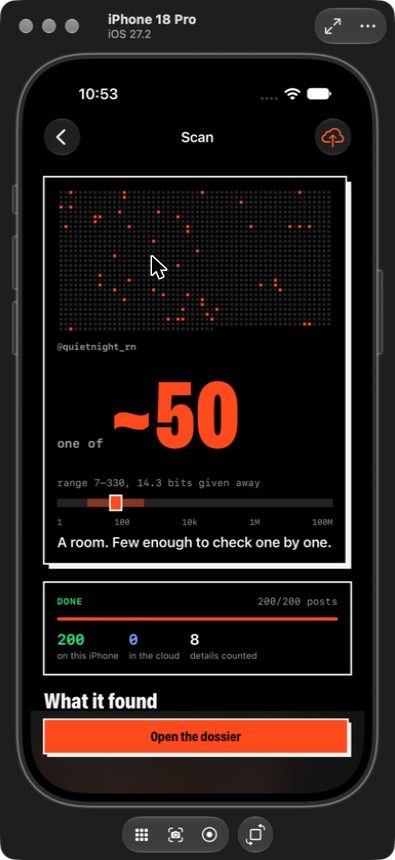 iPhone 18 Pro
iOS 27.2
10:53
Scan
@quietnight_rn
one of ~50
range 7–330, 14.3 bits given away
1 100 10k 1M 100M
A room. Few enough to check one by one.
DONE 200/200 posts
200 0 8
on this iPhone in the cloud details counted
What it found
Open the dossier